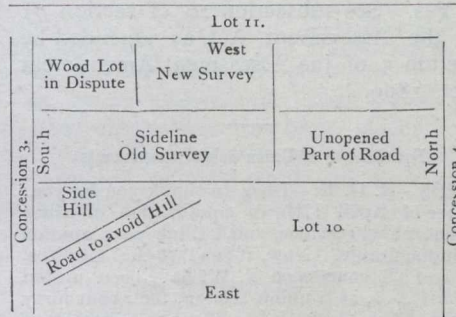 Lot 11.
West
Wood Lot
in Dispute
New Survey
Concession 3.
South
Sideline
Old Survey
Unopened
Part of Road
North
Side
Hill
Road to avoid Hill
Lot 10
East